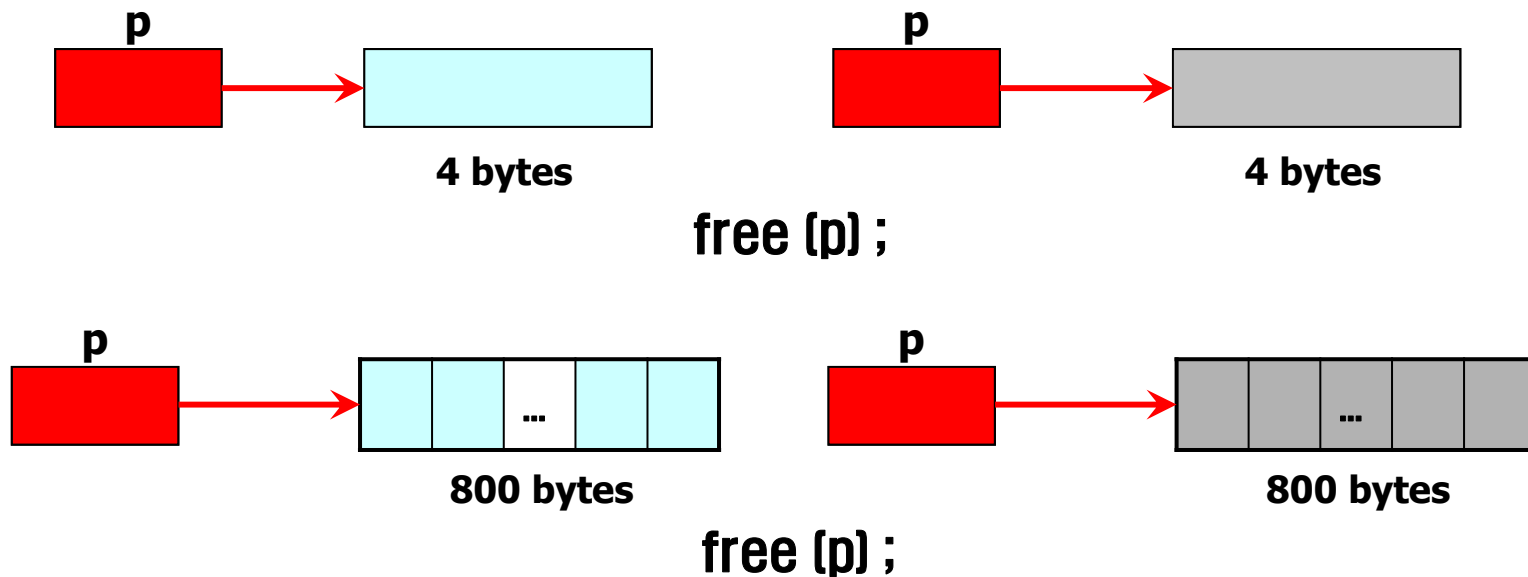 p p
4 bytes 4 bytes
free (p) ;
p p
... ...
800 bytes 800 bytes
free (p) ;